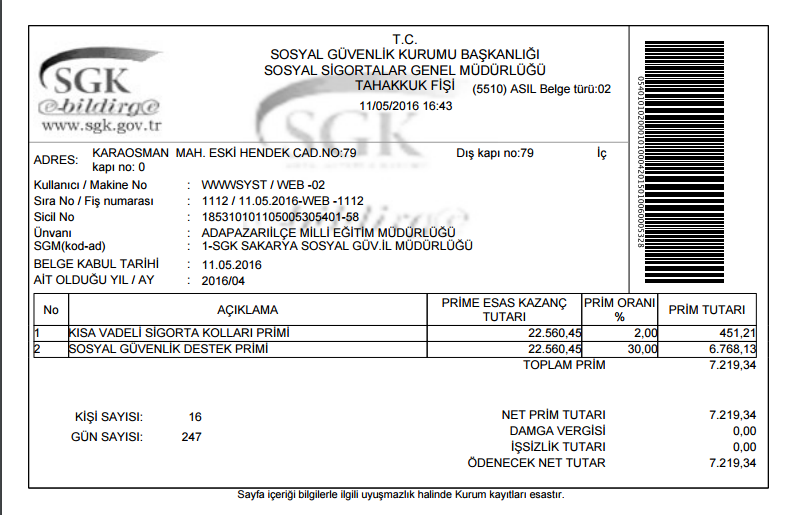 T.C.
SOSYAL GÜVENLİK KURUMU BAŞKANLIĞI
SOSYAL SİGORTALAR GENEL MÜDÜRLÜĞÜ
TAHAKKUK FİŞİ (5510) ASIL Belge türü:02
11/05/2016 16:43
SGK
e-bildirge
www.sgk.gov.tr
SGK
ADRES: KARAOSMAN MAH. ESKİ HENDEK CAD.NO:79 Dış kapı no:79 İç
kapı no: 0
Kullanıcı / Makine No : WWWSYST / WEB -02
Sıra No / Fiş numarası : 1112 / 11.05.2016-WEB -1112
Sicil No : 185310101105005305401-58
Ünvanı : ADAPAZARIİLÇE MİLLİ EĞİTİM MÜDÜRLÜĞÜ
SGM(kod-ad) : 1-SGK SAKARYA SOSYAL GÜV.İL MÜDÜRLÜĞÜ
BELGE KABUL TARİHİ : 11.05.2016
AİT OLDUĞU YIL / AY : 2016/04
No AÇIKLAMA PRİME ESAS KAZANÇ TUTARI PRİM ORANI % PRİM TUTARI
1 KISA VADELİ SİGORTA KOLLARI PRİMİ 22.560,45 2,00 451,21
2 SOSYAL GÜVENLİK DESTEK PRİMİ 22.560,45 30,00 6.768,13
TOPLAM PRİM 7.219,34
KİŞİ SAYISI: 16
GÜN SAYISI: 247
NET PRİM TUTARI 7.219,34
DAMGA VERGİSİ 0,00
İŞSİZLİK TUTARI 0,00
ÖDENECEK NET TUTAR 7.219,34
Sayfa içeriği bilgilerle ilgili uyuşmazlık halinde Kurum kayıtları esastır.